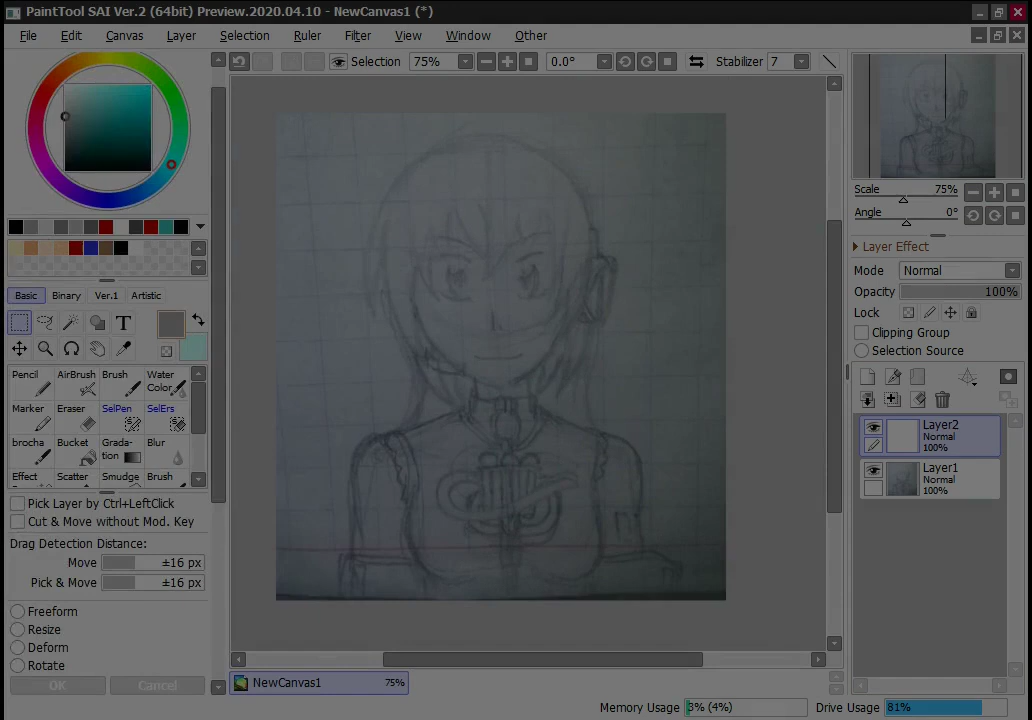 PaintTool SAI Ver.2 (64bit) Preview.2020.04.10 - NewCanvas1 (*)
File Edit Canvas Layer Selection Ruler Filter View Window Other
Selection 75% 0.0° Stabilizer 7
Scale 75%
Angle 0°
Layer Effect
Mode Normal
Opacity 100%
Lock
Clipping Group
Selection Source
Basic Binary Ver.1 Artistic
T
Pencil AirBrush Brush Water
Color
Marker Eraser SelPen SelErs
brocha Bucket Grada-
tion Blur
Effect Scatter Smudge Brush
Pick Layer by Ctrl+LeftClick
Cut & Move without Mod. Key
Drag Detection Distance:
Move ±16 px
Pick & Move ±16 px
Freeform
Resize
Deform
Rotate
OK Cancel
Layer2
Normal
100%
Layer1
Normal
100%
NewCanvas1 75%
Memory Usage 3% (4%) Drive Usage 81%